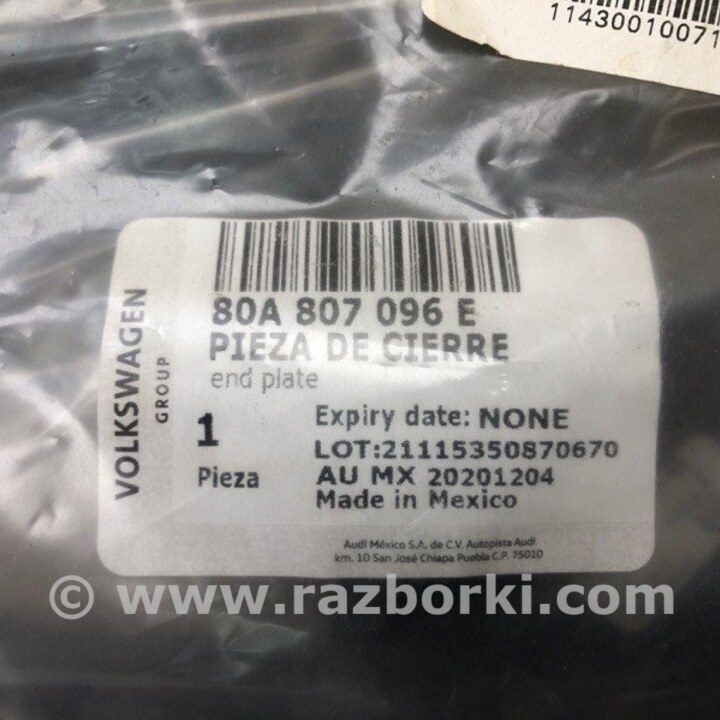 11430010071
80A 807 096 E
PIEZA DE CIERRE
end plate
VOLKSWAGEN
GROUP
1
Pieza
Expiry date: NONE
LOT:21115350870670
AU MX 20201204
Made in Mexico
Audi México S.A. de C.V. Autopista Audi
km. 10 San José Chiapa Puebla C.P. 75010
© www.razborki.com